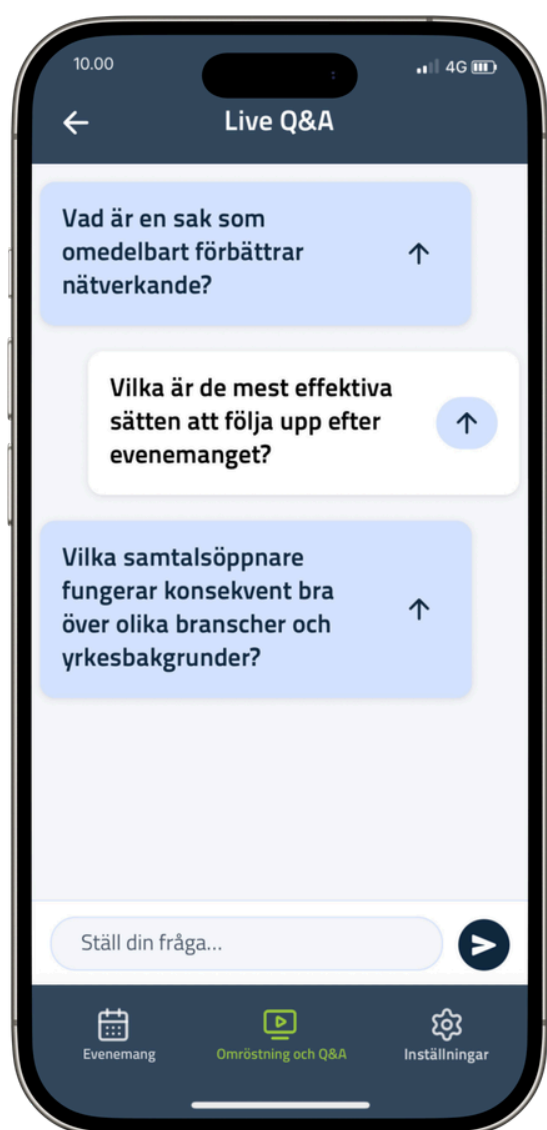 10.00
4G
Live Q&A
Vad är en sak som
omedelbart förbättrar
nätverkande?
Vilka är de mest effektiva
sätten att följa upp efter
evenemanget?
Vilka samtalsöppnare
fungerar konsekvent bra
över olika branscher och
yrkesbakgrunder?
Ställ din fråga...
Evenemang
Omröstning och Q&A
Inställningar